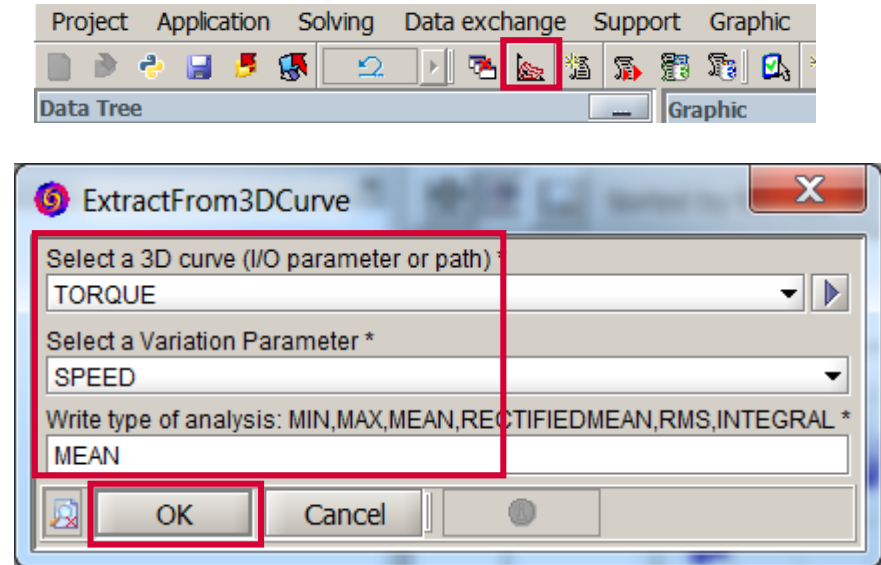 Project Application Solving Data exchange Support Graphic
Data Tree Graphic
ExtractFrom3DCurve
Select a 3D curve (I/O parameter or path) *
TORQUE
Select a Variation Parameter *
SPEED
Write type of analysis: MIN,MAX,MEAN,RECTIFIEDMEAN,RMS,INTEGRAL *
MEAN
OK Cancel